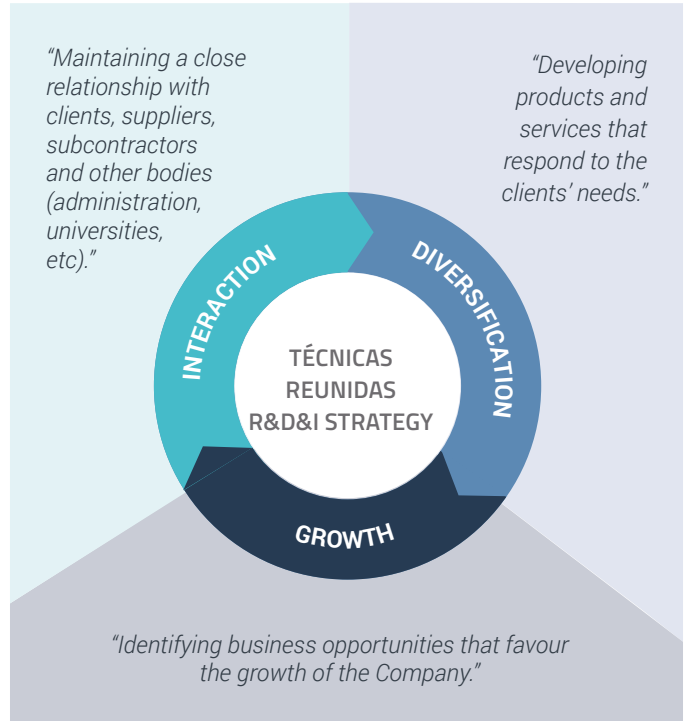 “Maintaining a close
relationship with
clients, suppliers,
subcontractors
and other bodies
(administration,
universities,
etc).”
“Developing
products and
services that
respond to the
clients’ needs.”
INTERACTION
DIVERSIFICATION
TÉCNICAS
REUNIDAS
R&D&I STRATEGY
GROWTH
“Identifying business opportunities that favour
the growth of the Company.”